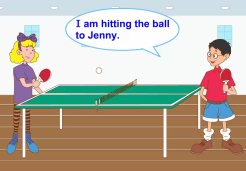 I am hitting the ball
to Jenny.